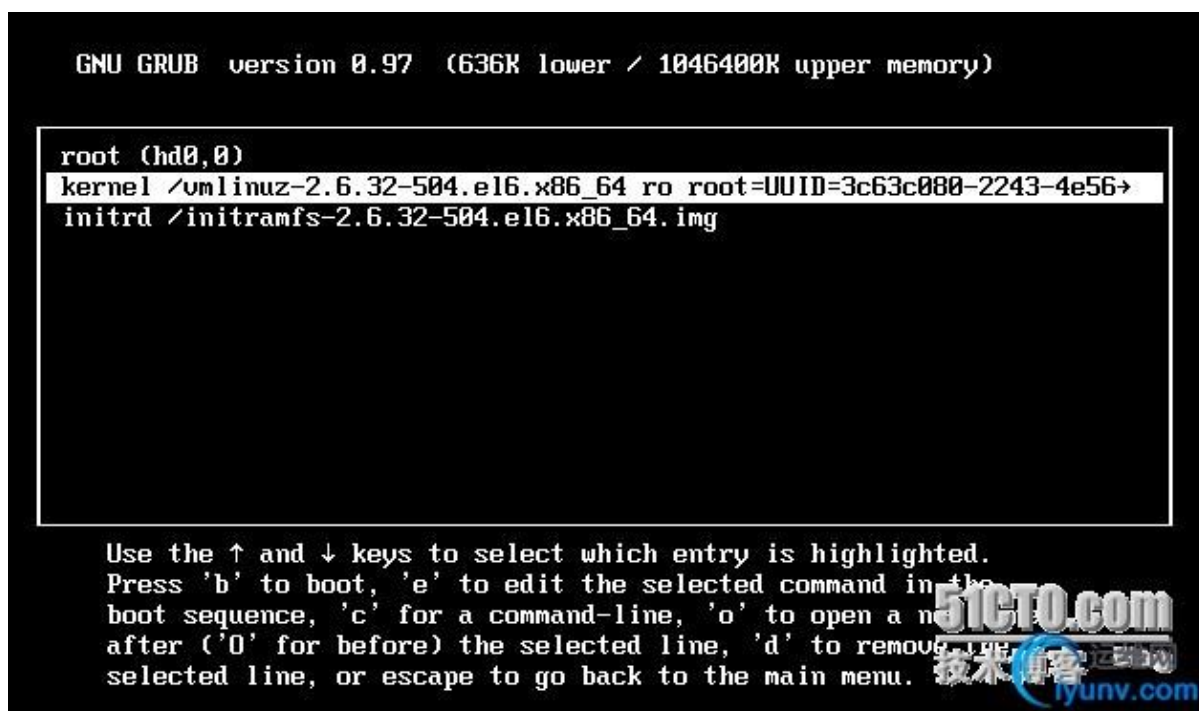 GNU GRUB version 0.97 (636K lower / 1046400K upper memory)
root (hd0,0)
kernel /vmlinuz-2.6.32-504.el6.x86_64 ro root=UUID=3c63c080-2243-4e56→
initrd /initramfs-2.6.32-504.el6.x86_64.img
Use the ↑ and ↓ keys to select which entry is highlighted.
Press 'b' to boot, 'e' to edit the selected command in the
boot sequence, 'c' for a command-line, 'o' to open a
after ('O' for before) the selected line, 'd' to remove the
selected line, or escape to go back to the main menu.
51CTO.com
技术博客
运维网
iyunv.com